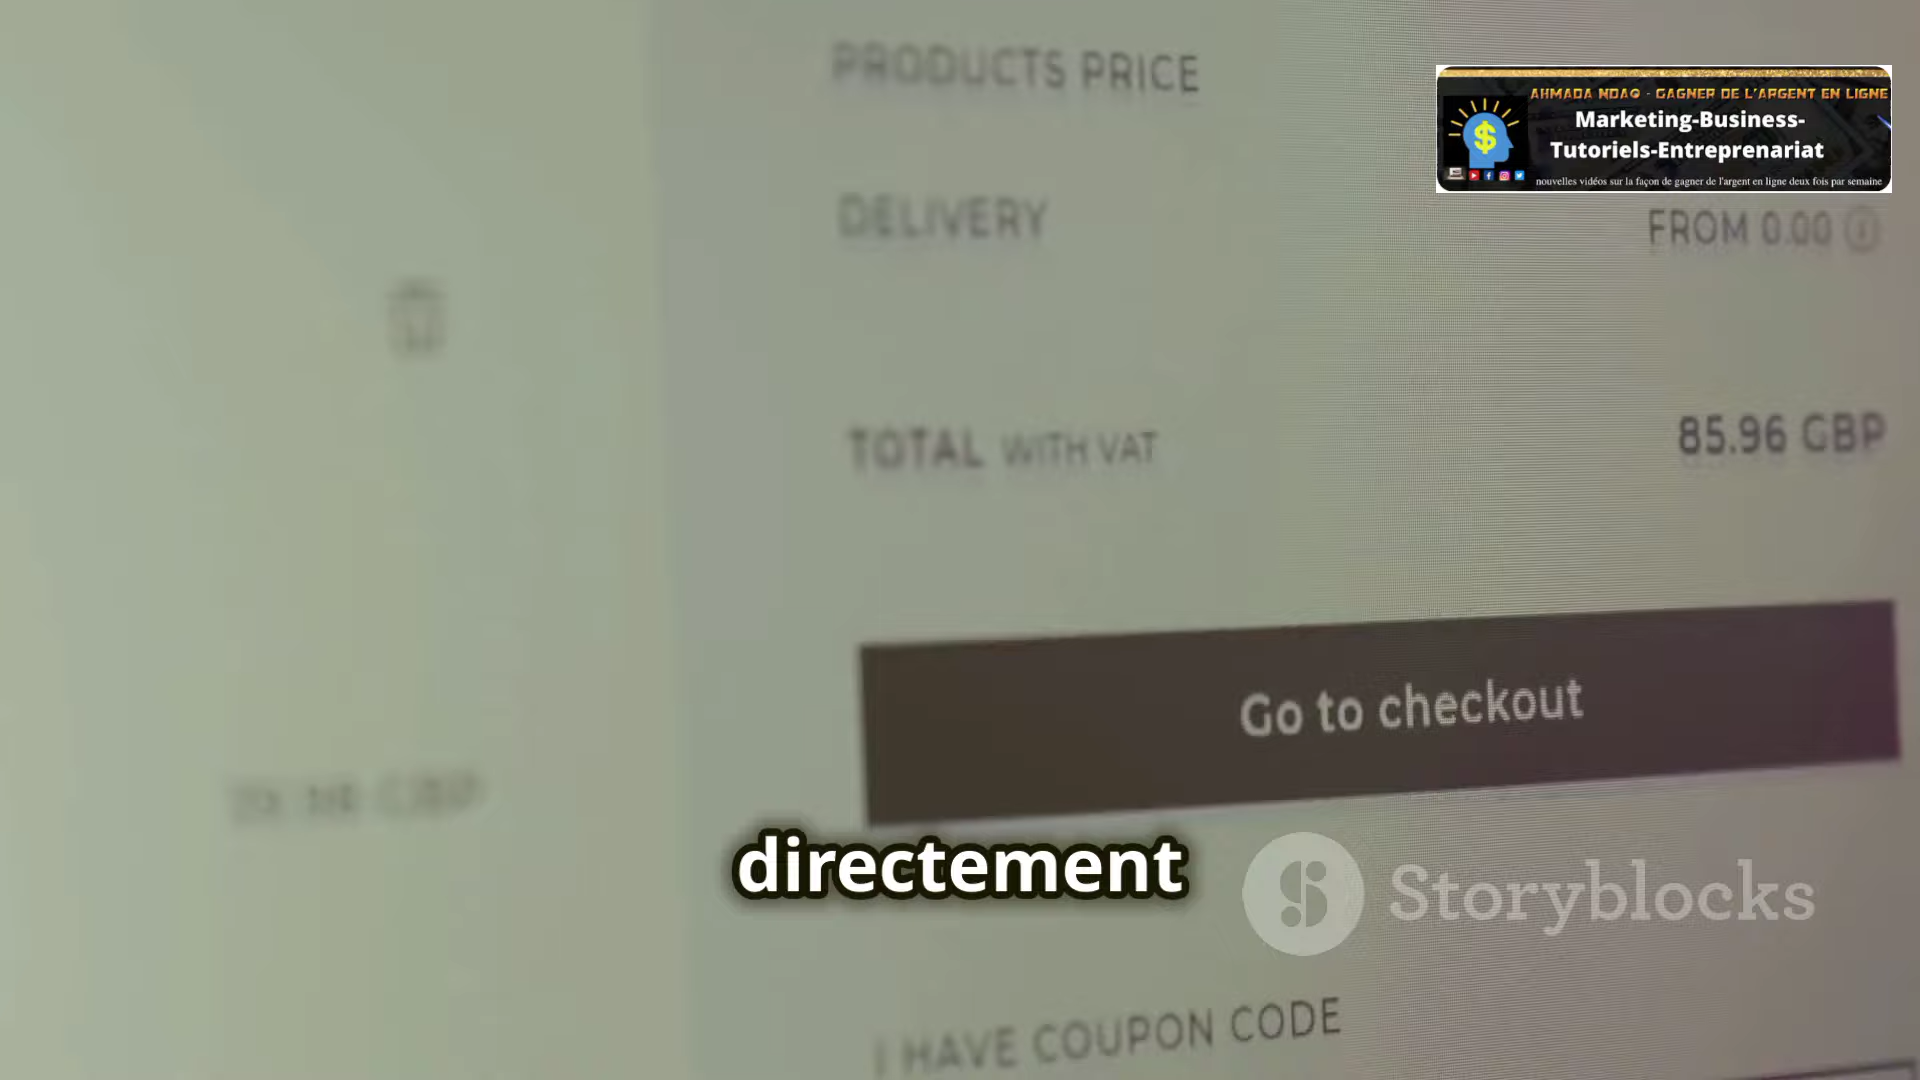 PRODUCTS PRICE
AHMADA NDAQ - GAGNER DE L'ARGENT EN LIGNE
Marketing-Business-
Tutoriels-Entreprenariat
nouvelles vidéos sur la façon de gagner de l'argent en ligne deux fois par semaine
DELIVERY
FROM 0.00
TOTAL WITH VAT
85.96 GBP
Go to checkout
GBP
directement
Storyblocks
I HAVE COUPON CODE